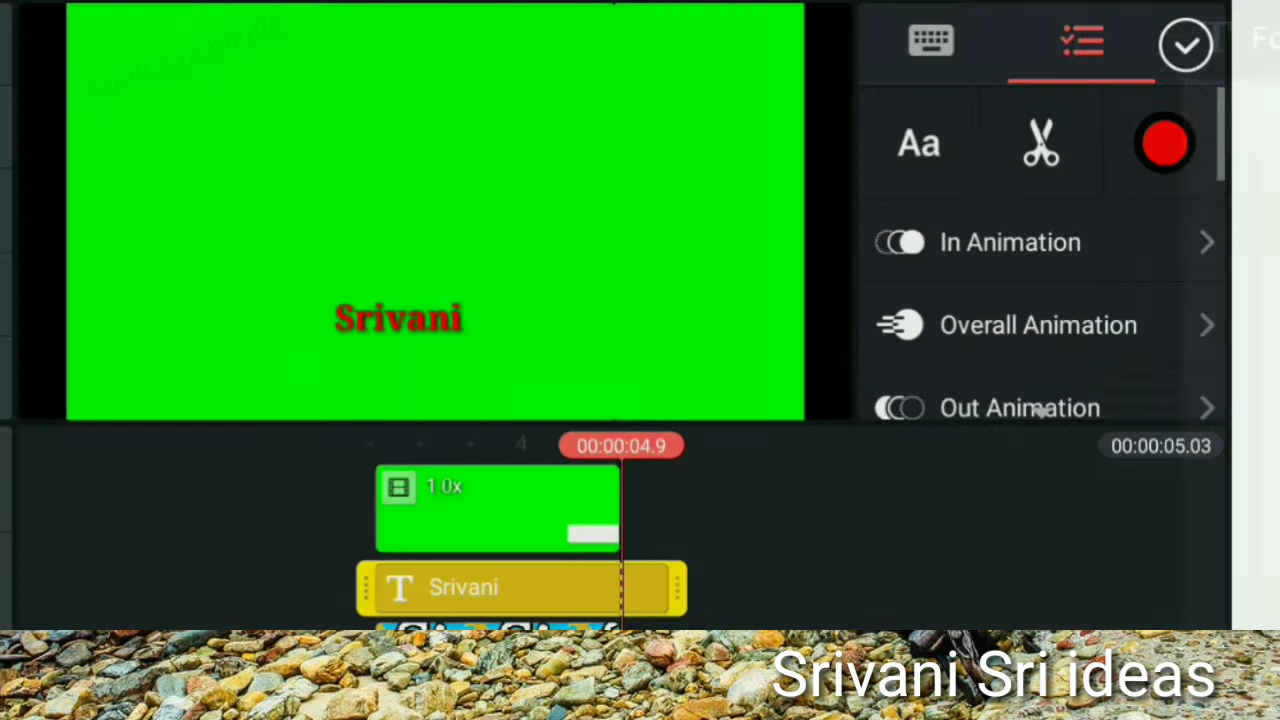 Aa
In Animation
Overall Animation
Out Animation
Srivani
4
00:00:04.9
00:00:05.03
1.0x
T Srivani
Srivani Sri ideas